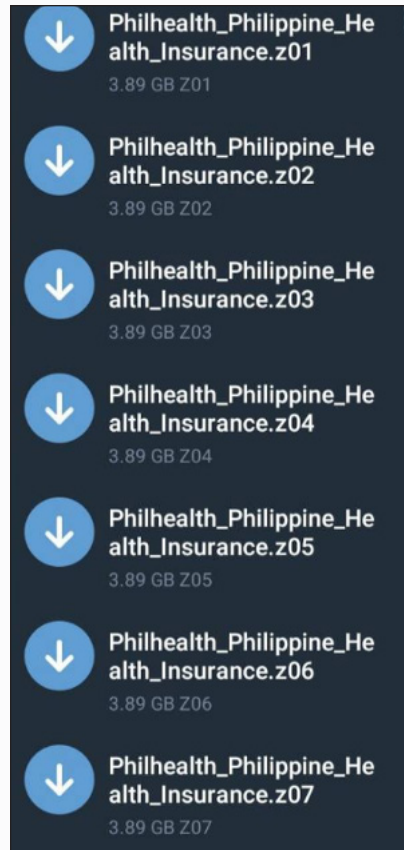 Philhealth_Philippine_He
alth_Insurance.z01
3.89 GB Z01
Philhealth_Philippine_He
alth_Insurance.z02
3.89 GB Z02
Philhealth_Philippine_He
alth_Insurance.z03
3.89 GB Z03
Philhealth_Philippine_He
alth_Insurance.z04
3.89 GB Z04
Philhealth_Philippine_He
alth_Insurance.z05
3.89 GB Z05
Philhealth_Philippine_He
alth_Insurance.z06
3.89 GB Z06
Philhealth_Philippine_He
alth_Insurance.z07
3.89 GB Z07